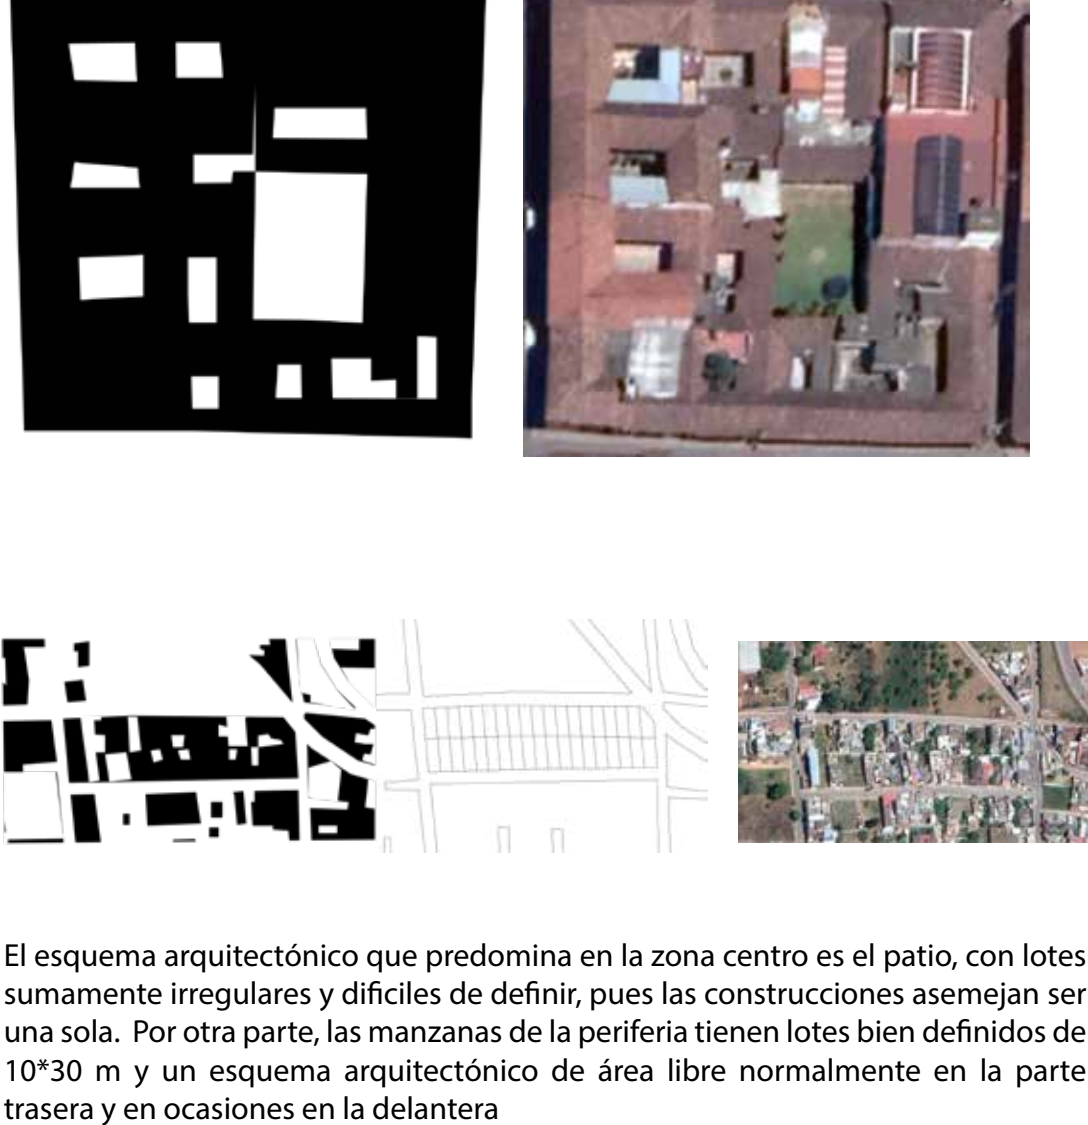 El esquema arquitectónico que predomina en la zona centro es el patio, con lotes
sumamente irregulares y dificiles de definir, pues las construcciones asemejan ser
una sola.  Por otra parte, las manzanas de la periferia tienen lotes bien definidos de
10*30 m y un esquema arquitectónico de área libre normalmente en la parte
trasera y en ocasiones en la delantera